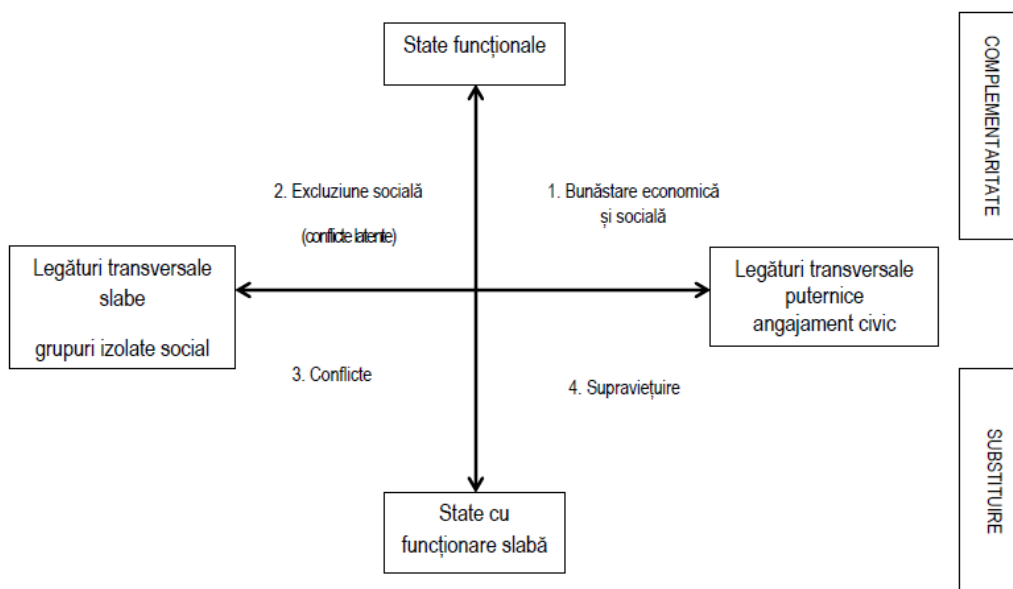 State funcționale
COMPLEMENTARITATE
2. Excluziune socială
(conflicte latente)
1. Bunăstare economică
și socială
Legături transversale
slabe
grupuri izolate social
Legături transversale
puternice
angajament civic
3. Conflicte
4. Supraviețuire
State cu
funcționare slabă
SUBSTITUIRE